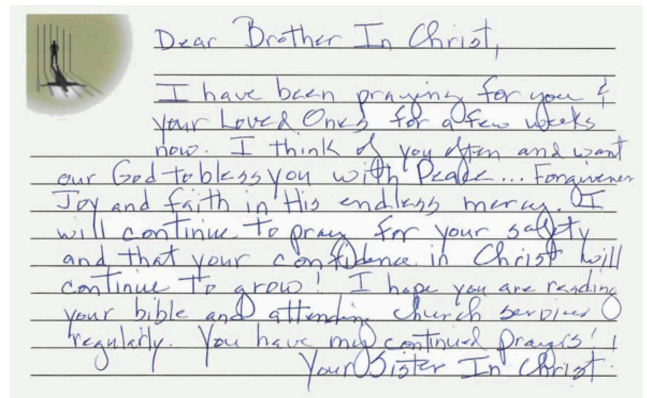 Dear Brother In Christ,
I have been praying for you &
your Loved Ones for a few weeks
now. I think of you often and want
our God to bless you with Peace... Forgiveness
Joy and faith in His endless mercy. I
will continue to pray for your safety
and that your confidence in Christ will
continue to grow! I hope you are reading
your bible and attending church services
regularly. You have my continued prayers!
Your Sister In Christ.